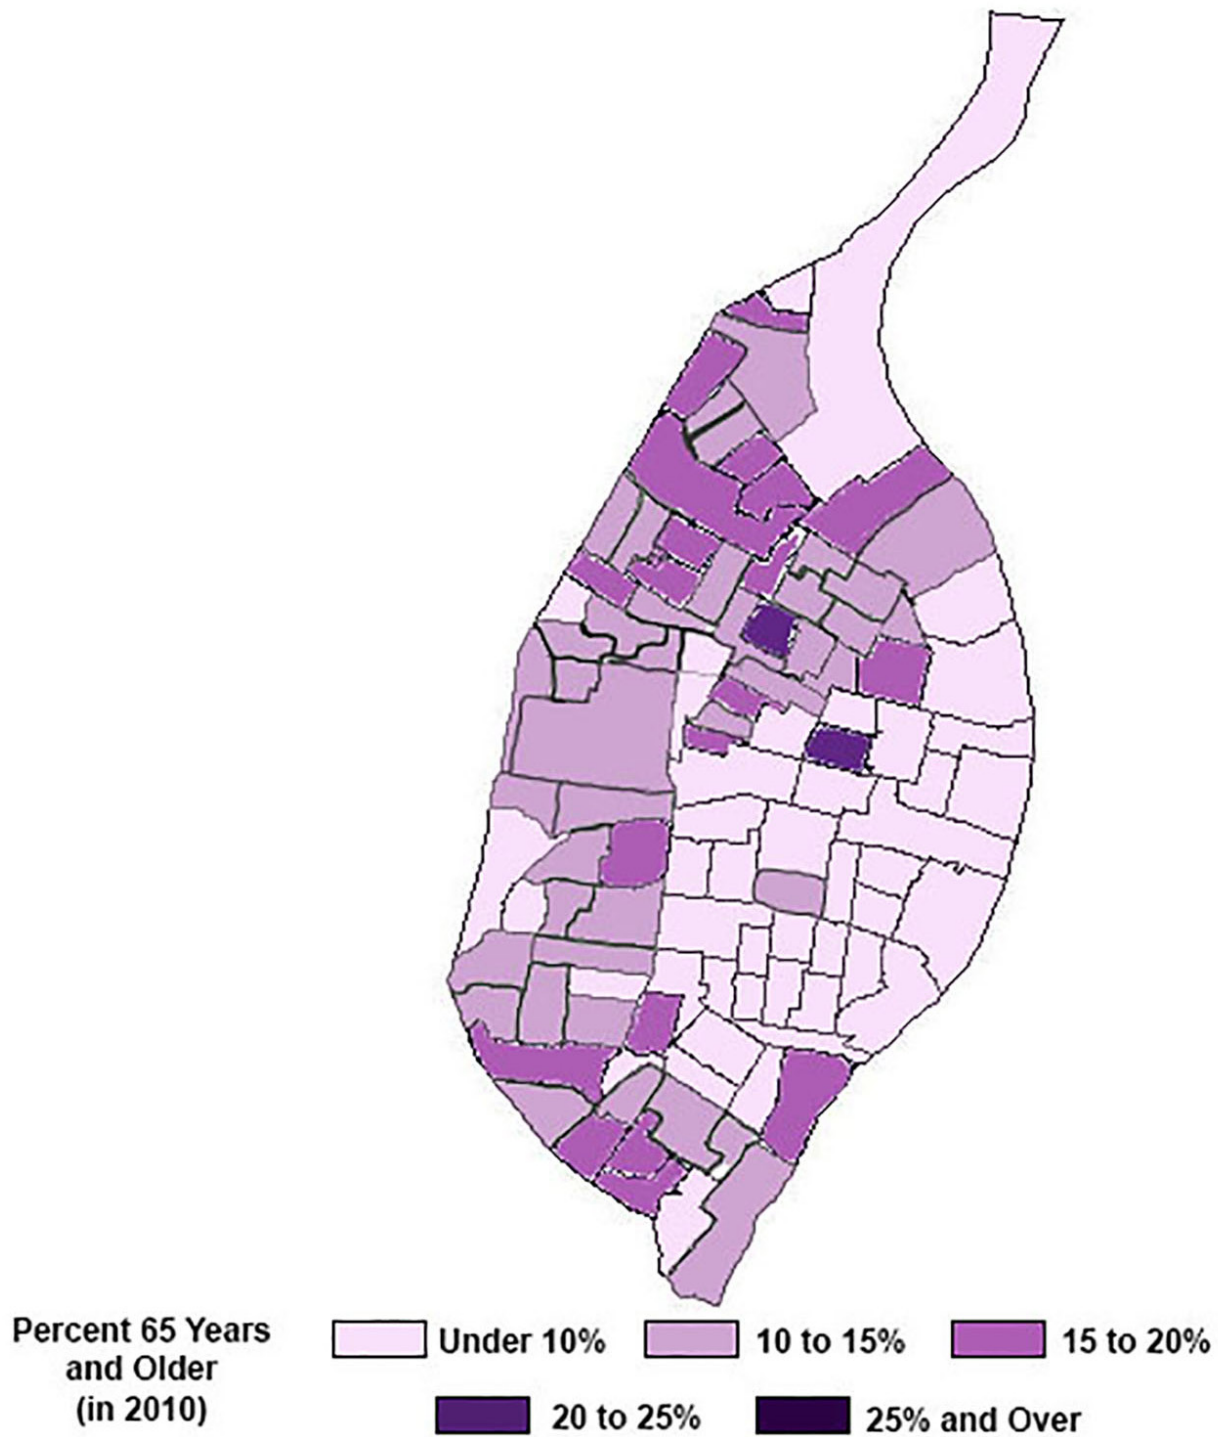 Percent 65 Years
and Older
(in 2010)
Under 10%
10 to 15%
15 to 20%
20 to 25%
25% and Over